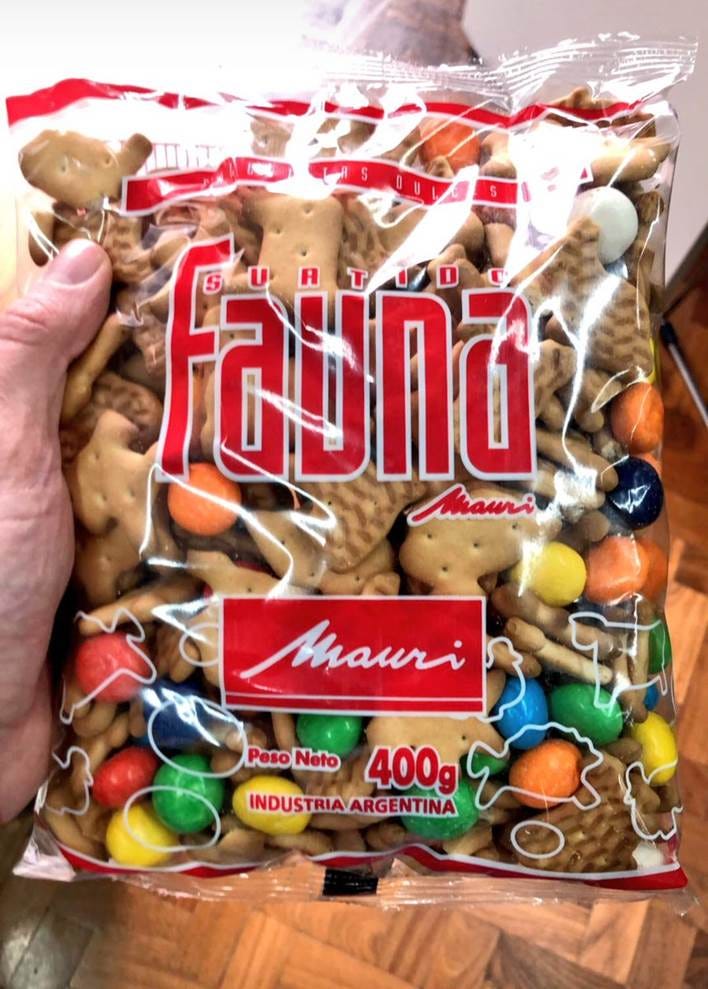 SURTIDO
fauna
Mauri
Mauri
Peso Neto 400g
INDUSTRIA ARGENTINA